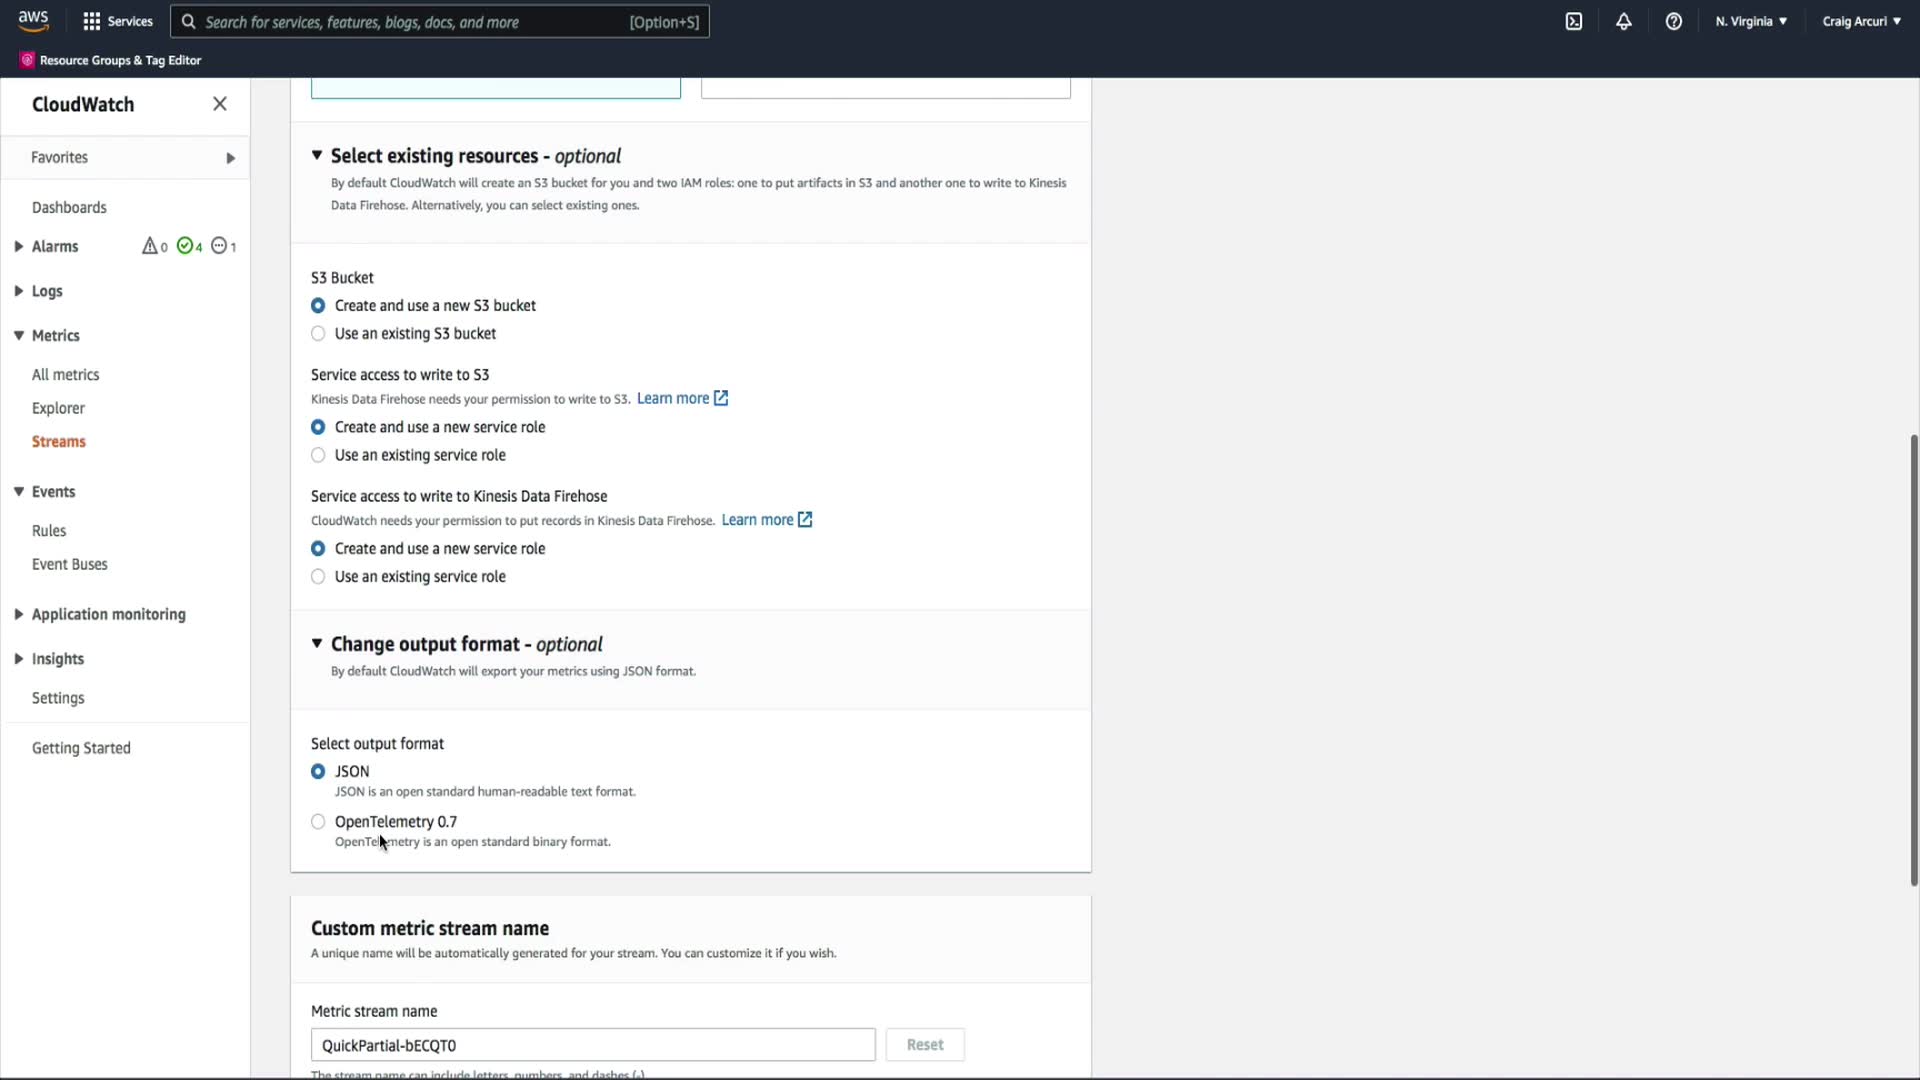 aws
Services
Search for services, features, blogs, docs, and more
[Option+S]
N. Virginia
Craig Arcuri
Resource Groups & Tag Editor
CloudWatch
Favorites
Dashboards
Alarms
0
4
1
Logs
Metrics
All metrics
Explorer
Streams
Events
Rules
Event Buses
Application monitoring
Insights
Settings
Getting Started
Select existing resources - optional
By default CloudWatch will create an S3 bucket for you and two IAM roles: one to put artifacts in S3 and another one to write to Kinesis
Data Firehose. Alternatively, you can select existing ones.
S3 Bucket
Create and use a new S3 bucket
Use an existing S3 bucket
Service access to write to S3
Kinesis Data Firehose needs your permission to write to S3. Learn more
Create and use a new service role
Use an existing service role
Service access to write to Kinesis Data Firehose
CloudWatch needs your permission to put records in Kinesis Data Firehose. Learn more
Create and use a new service role
Use an existing service role
Change output format - optional
By default CloudWatch will export your metrics using JSON format.
Select output format
JSON
JSON is an open standard human-readable text format.
OpenTelemetry 0.7
OpenTelemetry is an open standard binary format.
Custom metric stream name
A unique name will be automatically generated for your stream. You can customize it if you wish.
Metric stream name
QuickPartial-bECQT0
Reset
The stream name can include letters, numbers, and dashes (-)